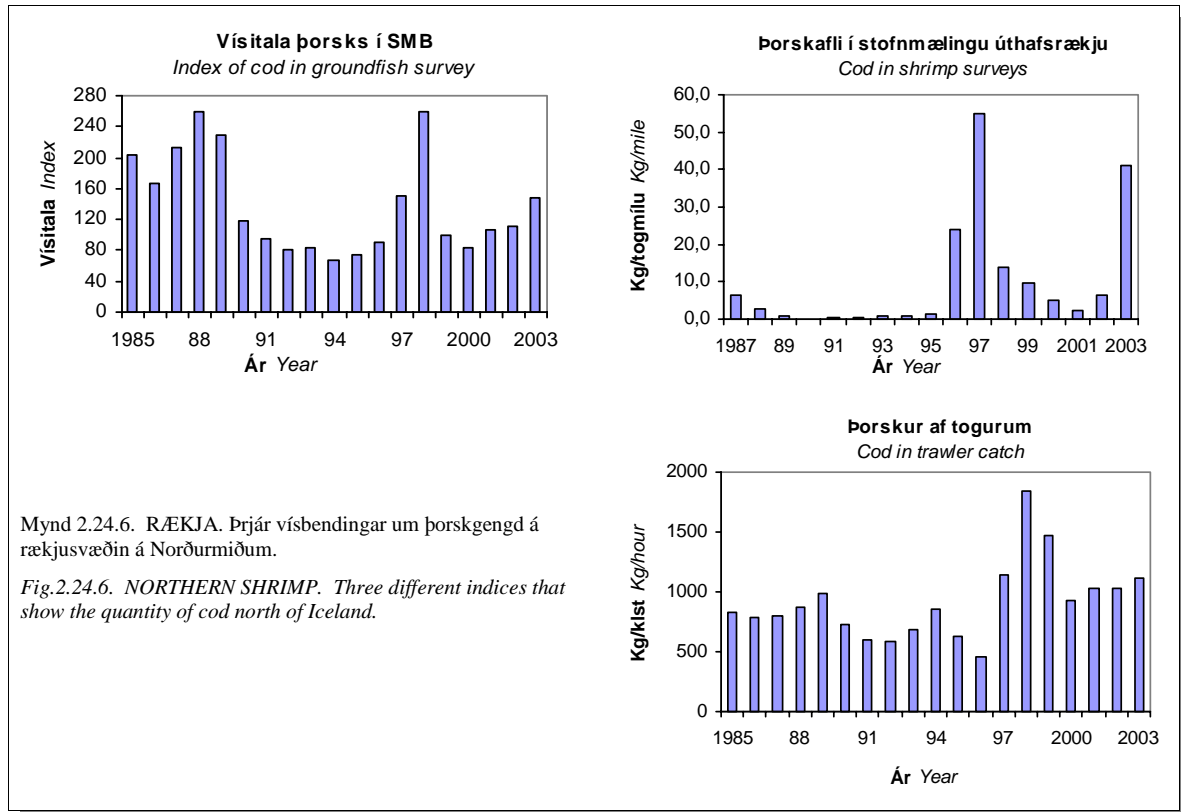 Vísitala þorsks í SMB
Index of cod in groundfish survey
Vísitala Index
280
240
200
160
120
80
40
0
1985 88 91 94 97 2000 2003
Ár Year
Þorskafli í stofnmælingu úthafsrækju
Cod in shrimp surveys
Kg/togmílu Kg/mile
60,0
50,0
40,0
30,0
20,0
10,0
0,0
1987 89 91 93 95 97 99 2001 2003
Ár Year
Þorskur af togurum
Cod in trawler catch
Kg/klst Kg/hour
2000
1500
1000
500
0
1985 88 91 94 97 2000 2003
Ár Year
Mynd 2.24.6. RÆKJA. Þrjár vísbendingar um þorskgengd á
rækjusvæðin á Norðurmiðum.
Fig.2.24.6. NORTHERN SHRIMP. Three different indices that
show the quantity of cod north of Iceland.